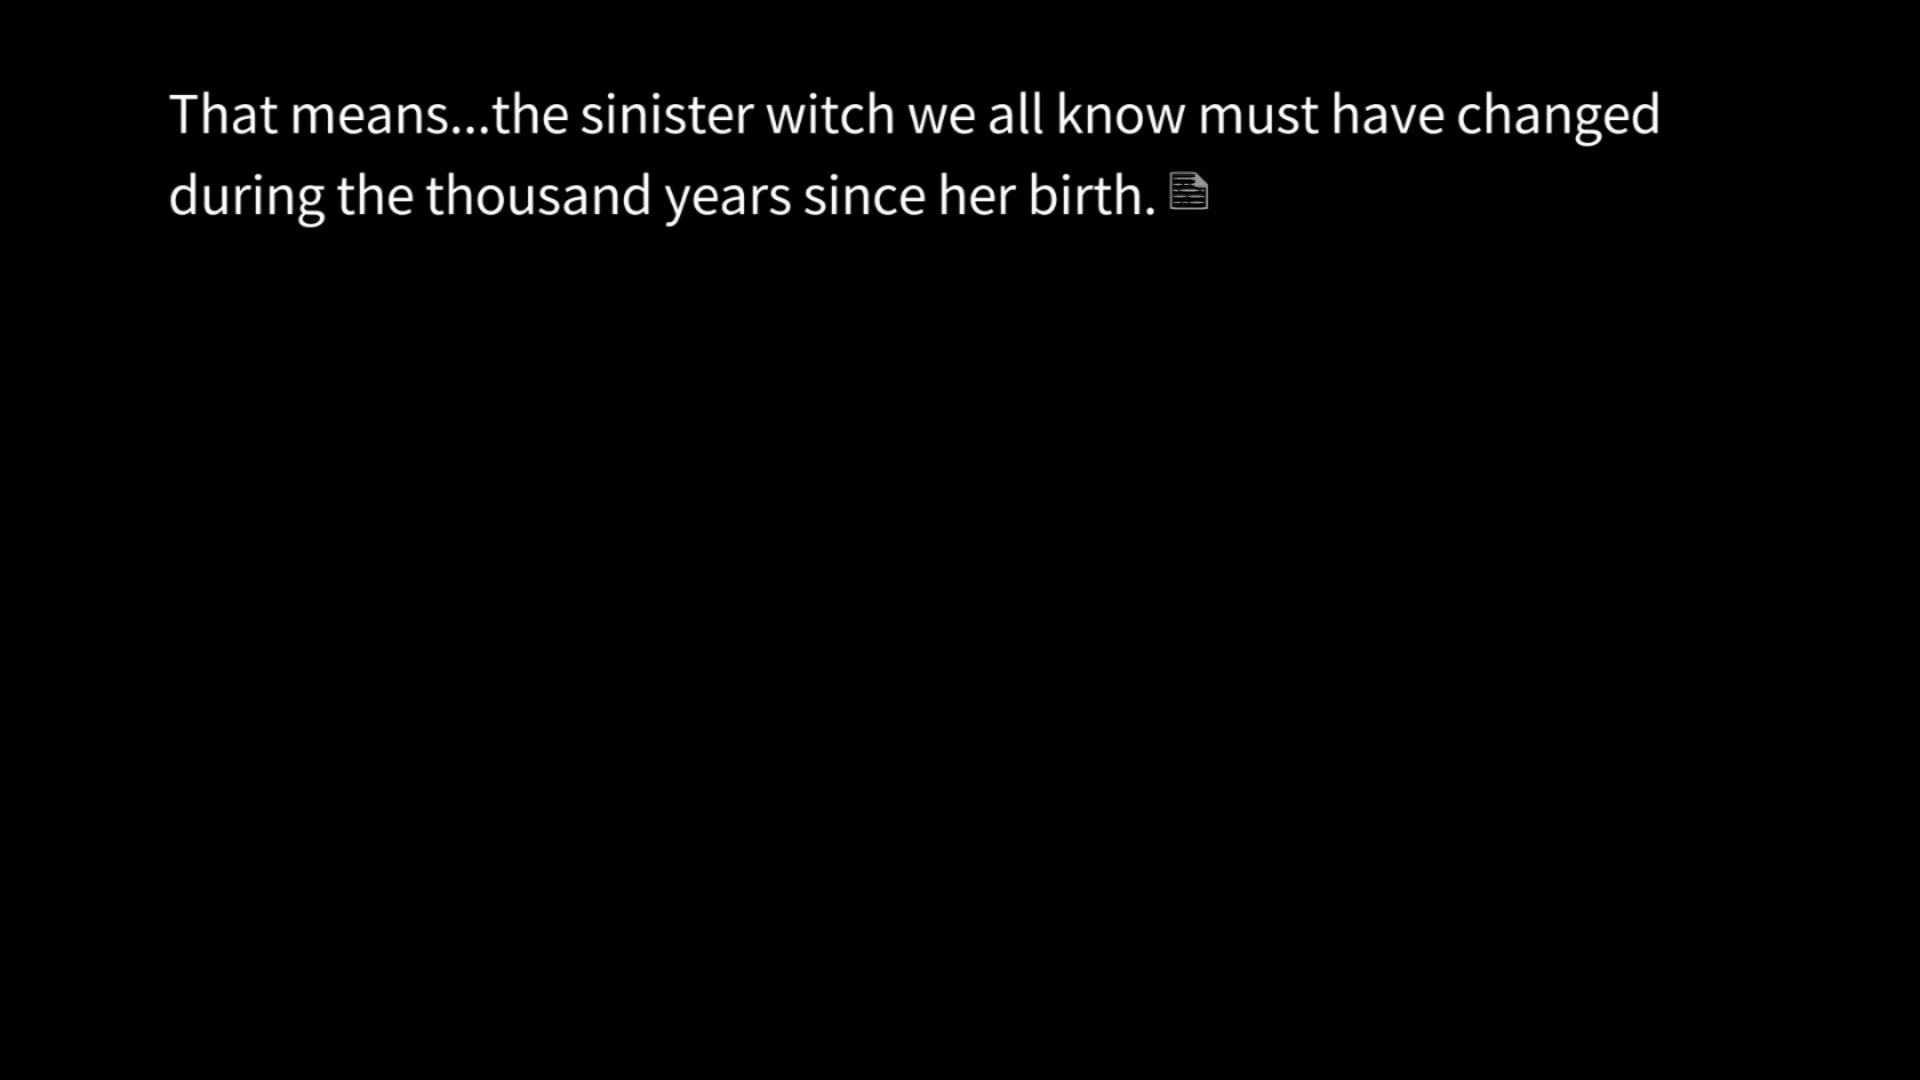 That means...the sinister witch we all know must have changed
during the thousand years since her birth.